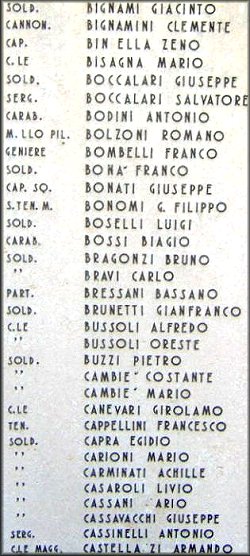 SOLD. BIGNAMI GIACINTO
CANNON. BIGNAMINI CLEMENTE
CAP. BIN ELLA ZENO
C.LE BISAGNA MARIO
SOLD. BOCCALARI GIUSEPPE
SERG. BOCCALARI SALVATORE
CARAB. BODINI ANTONIO
M.LLO PIL. BOLZONI ROMANO
GENIERE BOMBELLI FRANCO
SOLD. BONA" FRANCO
CAP. SQ. BONATI GIUSEPPE
S.TEN. M. BONOMI G. FILIPPO
SOLD. BOSELLI LUIGI
CARAB. BOSSI BIAGIO
SOLD. BRAGONZI BRUNO
" BRAVI CARLO
PART. BRESSANI BASSANO
SOLD. BRUNETTI GIANFRANCO
C.LE BUSSOLI ALFREDO
" BUSSOLI ORESTE
SOLD. BUZZI PIETRO
" CAMBIE" COSTANTE
" CAMBIE" MARIO
C.LE CANEVARI GIROLAMO
TEN. CAPPELLINI FRANCESCO
SOLD. CAPRA EGIDIO
" CARIONI MARIO
" CARMINATI ACHILLE
" CASAROLI LIVIO
" CASSANI ARIO
" CASSAVACCHI GIUSEPPE
SERG. CASSINELLI ANTONIO
C.LE MAGG. CASTELLA ZI ARMANDO